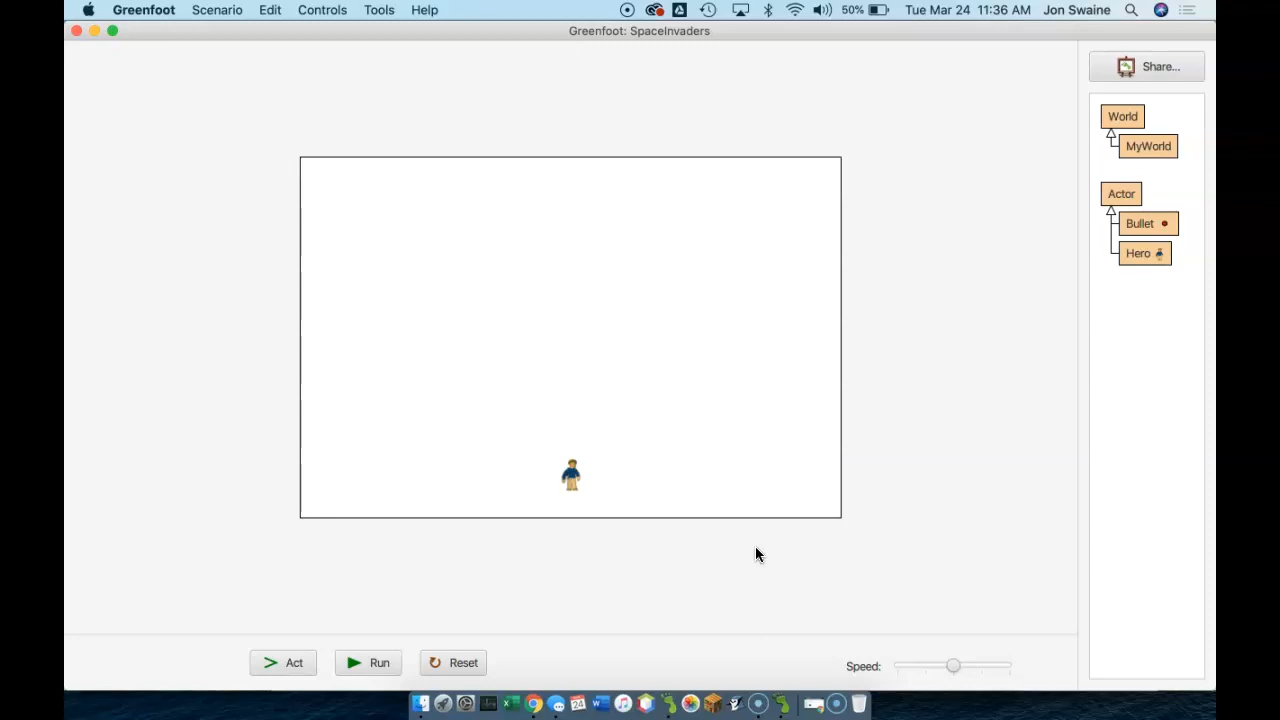 Greenfoot Scenario Edit Controls Tools Help 50% Tue Mar 24 11:36 AM Jon Swaine
Greenfoot: SpaceInvaders
Share...
World
MyWorld
Actor
Bullet
Hero
Act Run Reset Speed:
24